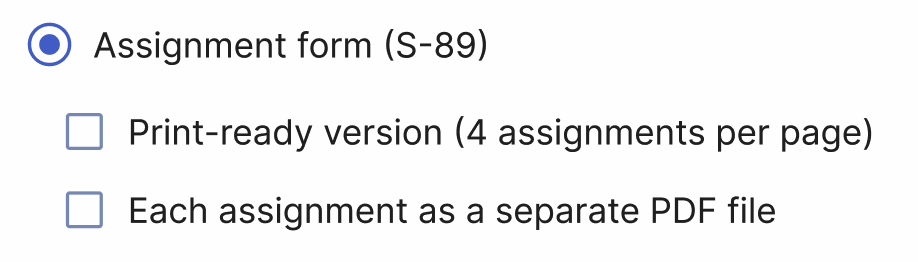 Assignment form (S-89)
Print-ready version (4 assignments per page)
Each assignment as a separate PDF file